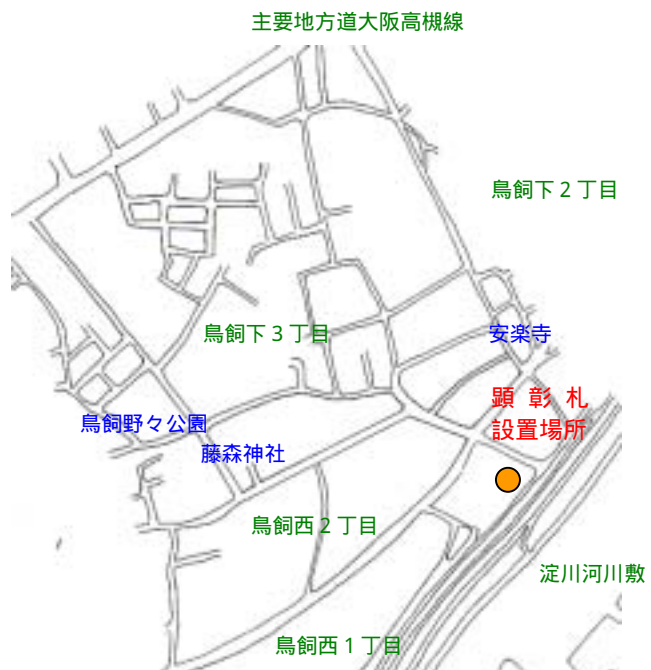 主要地方道大阪高槻線
鳥飼下2丁目
鳥飼下3丁目
安楽寺
顕彰札
設置場所
鳥飼野々公園
藤森神社
鳥飼西2丁目
淀川河川敷
鳥飼西1丁目